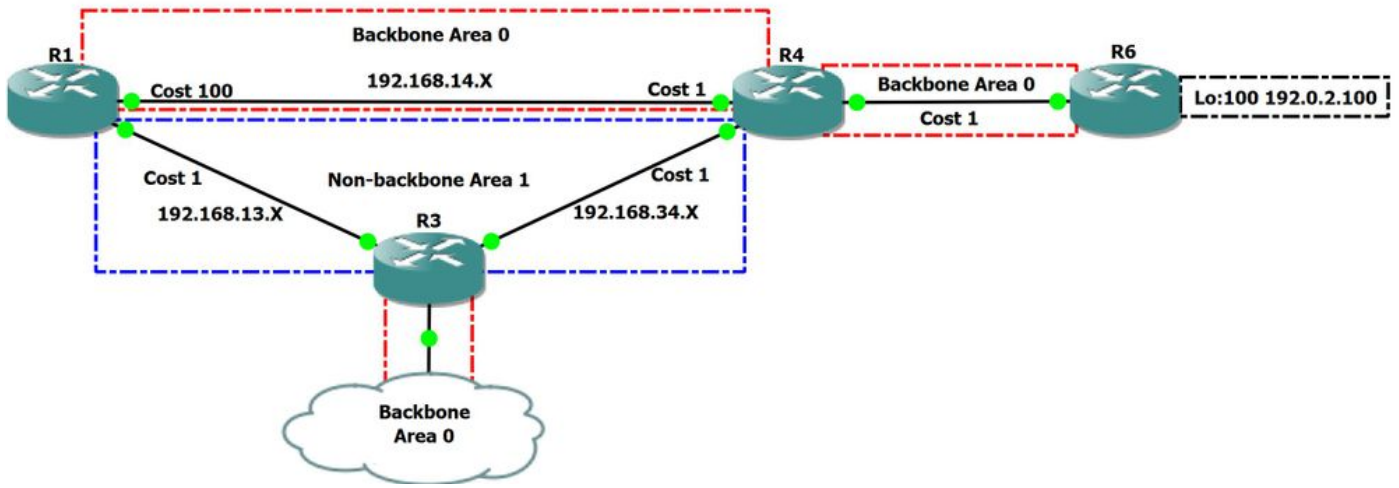 R1
Backbone Area 0
R4
R6
Cost 100
192.168.14.X
Cost 1
Backbone Area 0
Cost 1
Lo:100 192.0.2.100
Cost 1
192.168.13.X
Non-backbone Area 1
R3
Cost 1
192.168.34.X
Backbone
Area 0